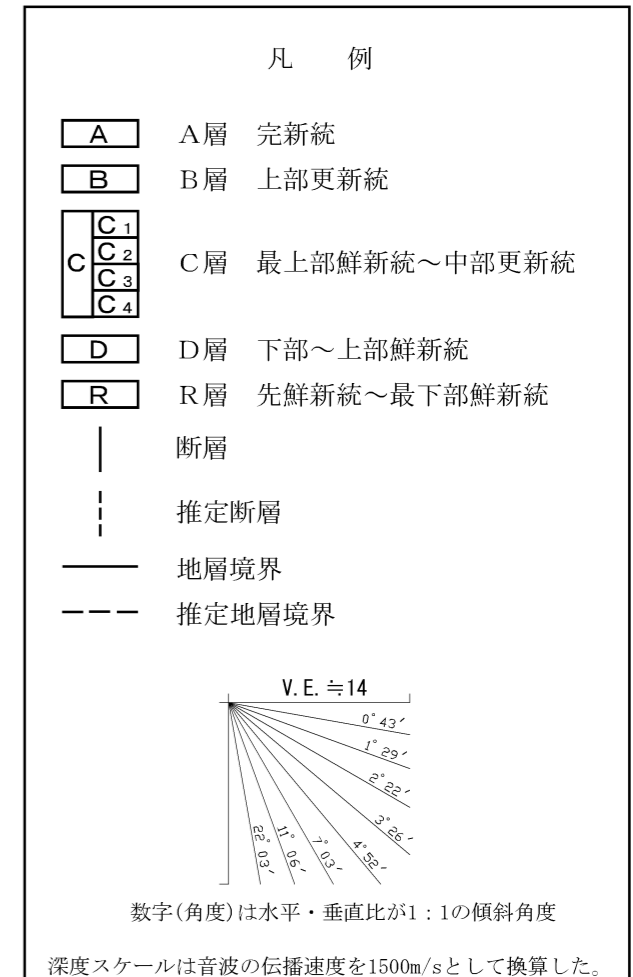 凡　例
A　A層　完新統
B　B層　上部更新統
C　C1　C2　C3　C4　C層　最上部鮮新統～中部更新統
D　D層　下部～上部鮮新統
R　R層　先鮮新統～最下部鮮新統
断層
推定断層
地層境界
推定地層境界
V.E.≒14
0°43′
1°29′
2°22′
3°26′
4°52′
7°03′
11°06′
22°03′
数字(角度)は水平・垂直比が1：1の傾斜角度
深度スケールは音波の伝播速度を1500m/sとして換算した。